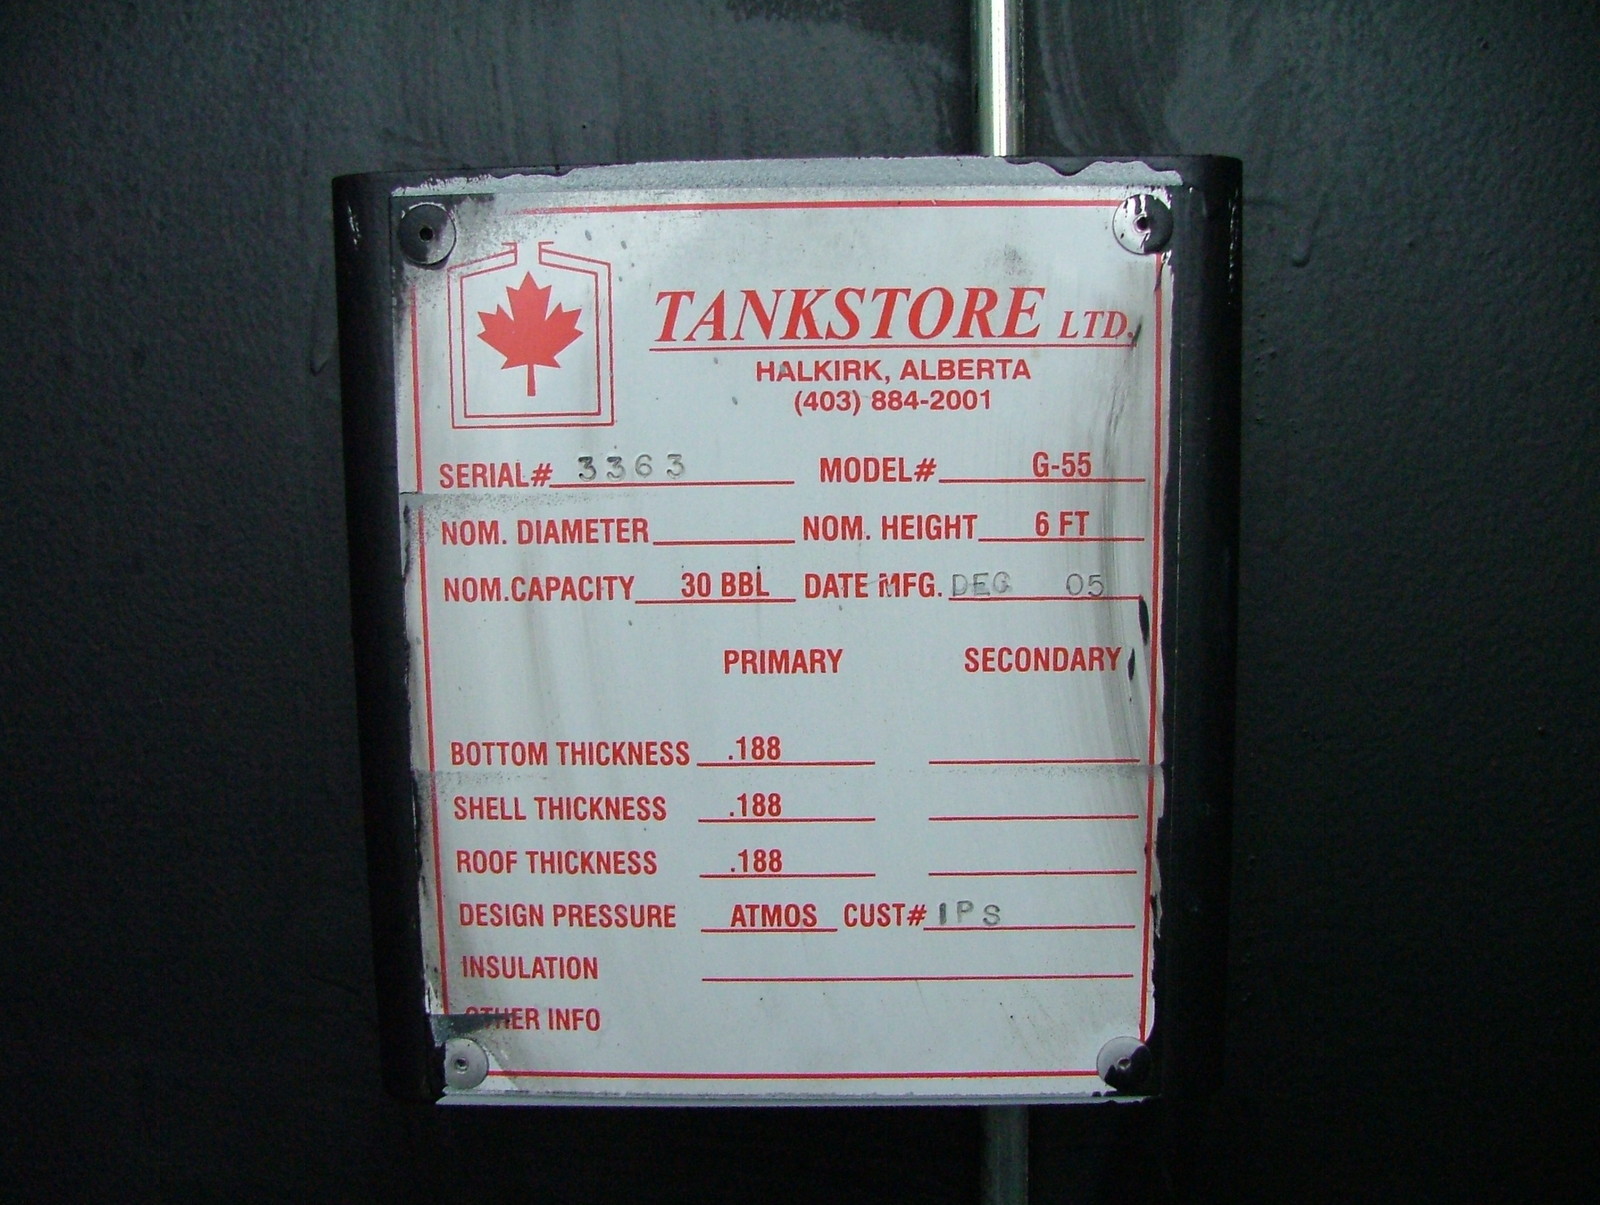 TANKSTORE LTD.
HALKIRK, ALBERTA
(403) 884-2001
SERIAL# 3363 MODEL# G-55
NOM. DIAMETER NOM. HEIGHT 6 FT
NOM. CAPACITY 30 BBL DATE MFG. DEC 05
PRIMARY SECONDARY
BOTTOM THICKNESS .188
SHELL THICKNESS .188
ROOF THICKNESS .188
DESIGN PRESSURE ATMOS CUST# IPS
INSULATION
OTHER INFO